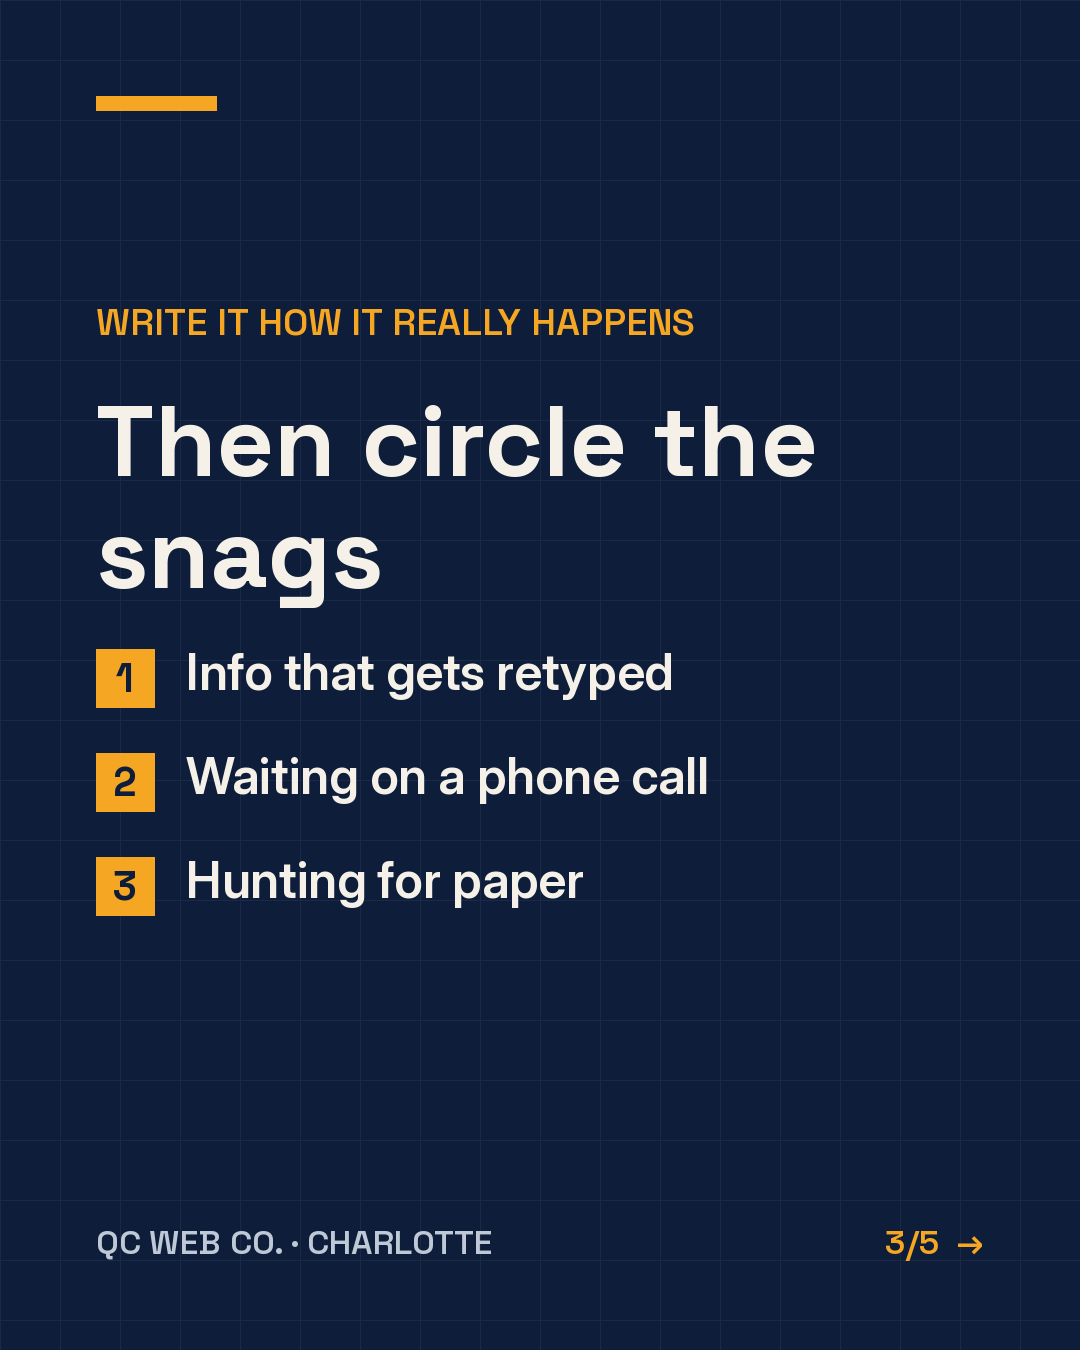 WRITE IT HOW IT REALLY HAPPENS
Then circle the
snags
1 Info that gets retyped
2 Waiting on a phone call
3 Hunting for paper
QC WEB CO. · CHARLOTTE
3/5 →